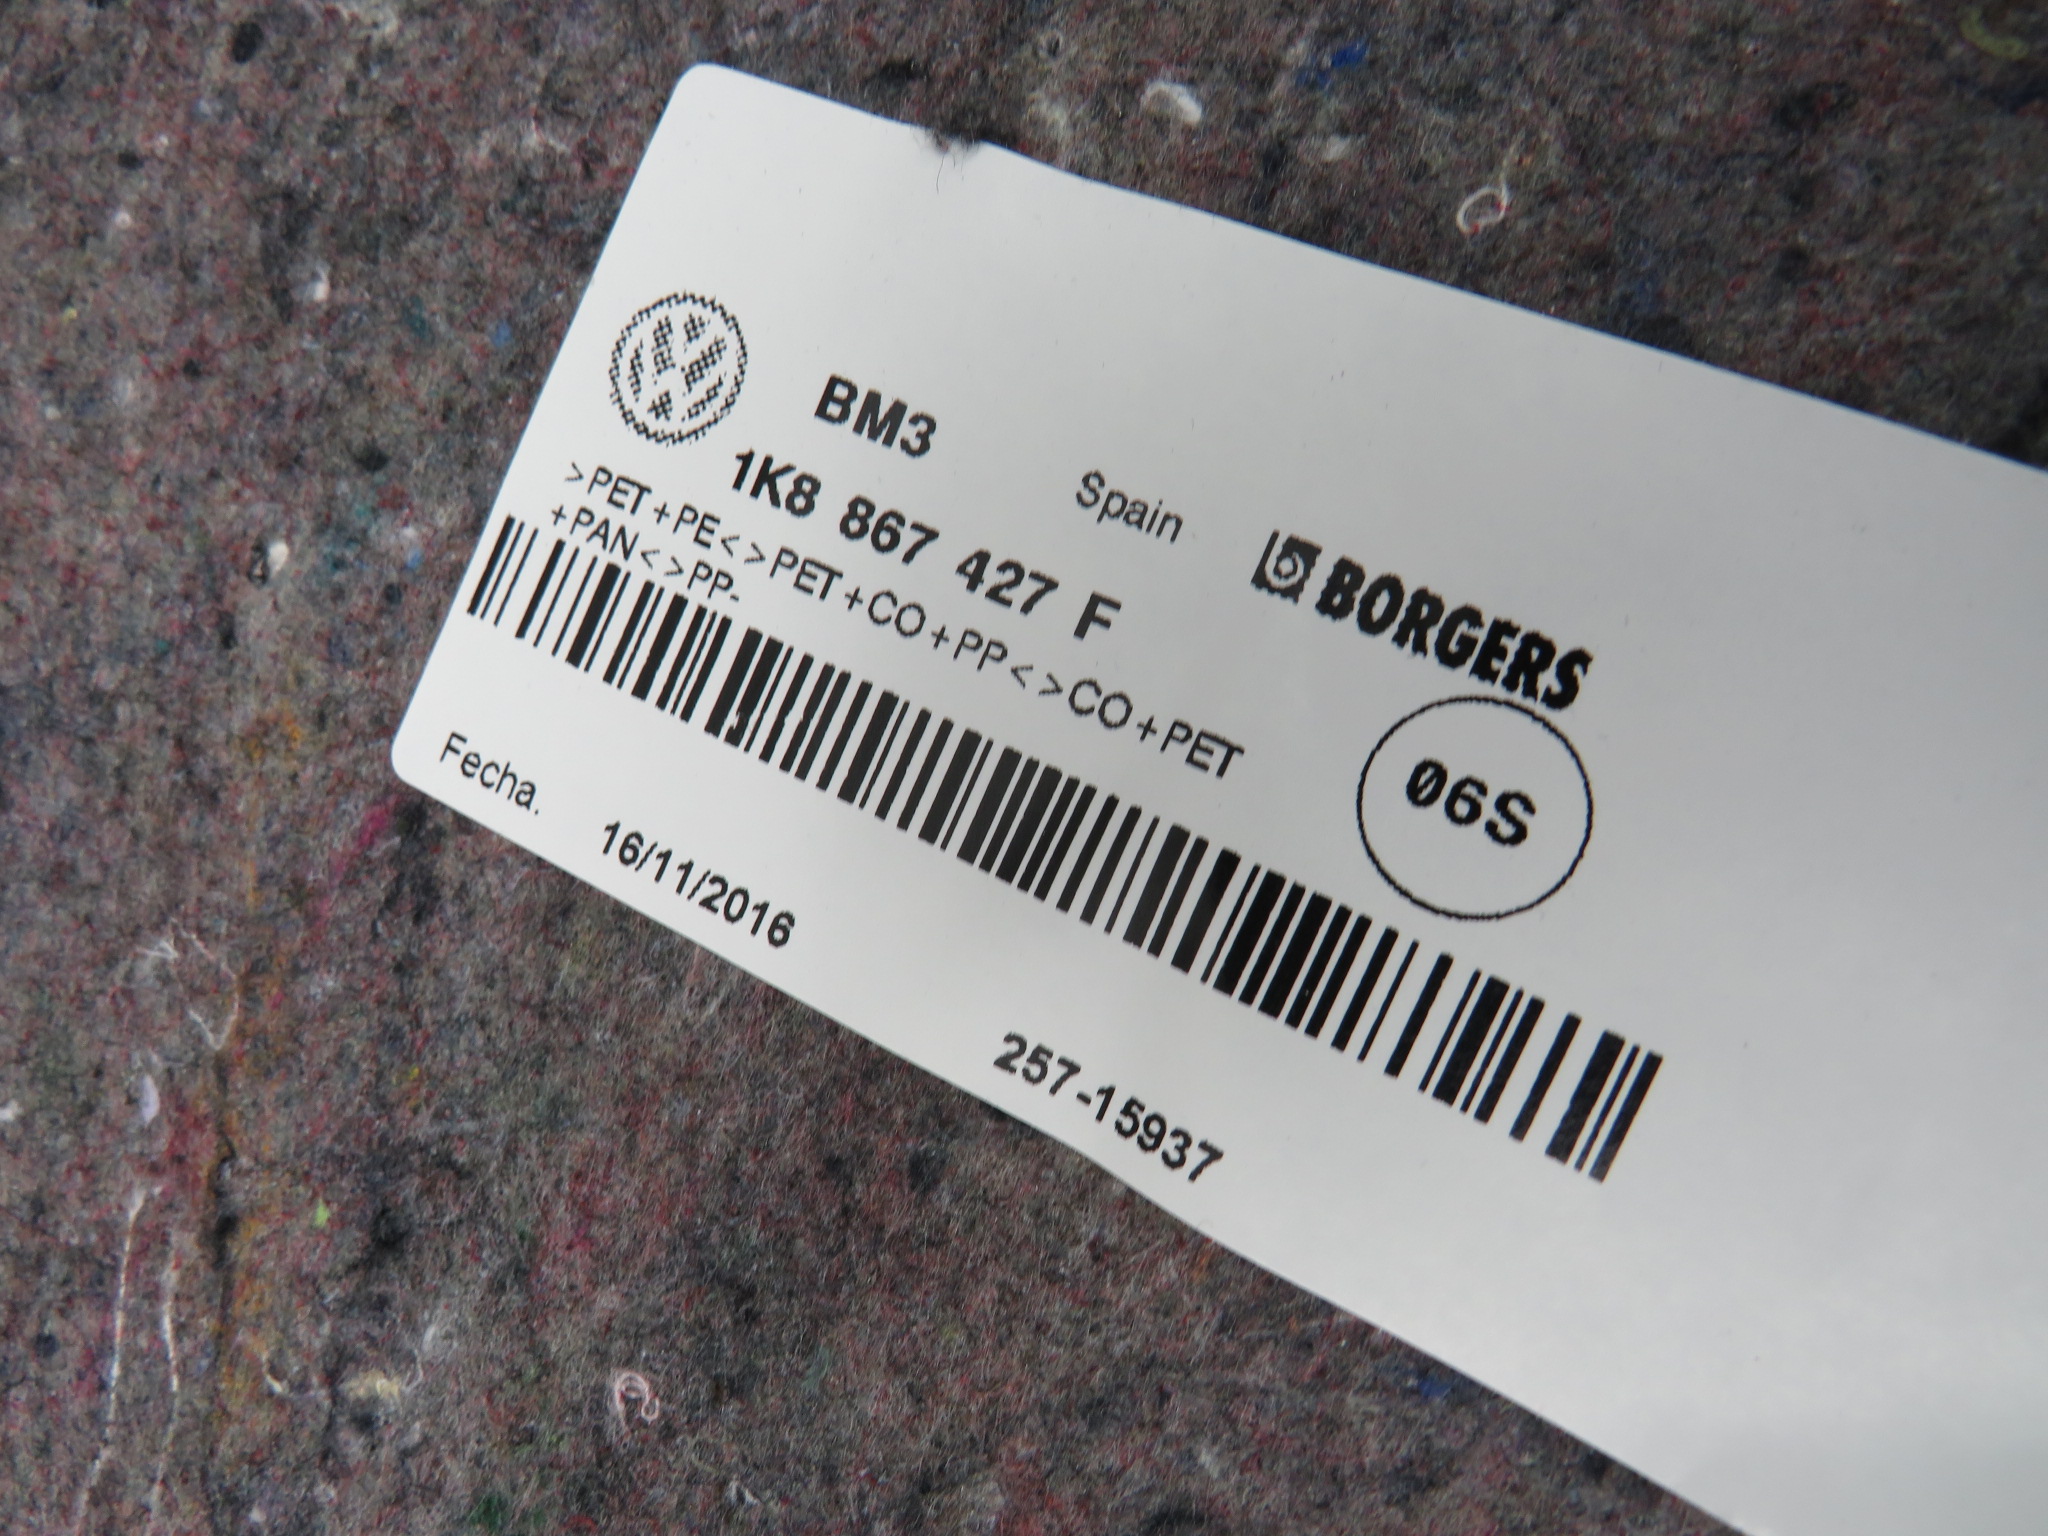 BM3
Spain
BORGERS
1K8 867 427 F
>PET+PE<>PET+CO+PP<>CO+PET
+PAN<>PP-
06S
Fecha.
16/11/2016
257-15937